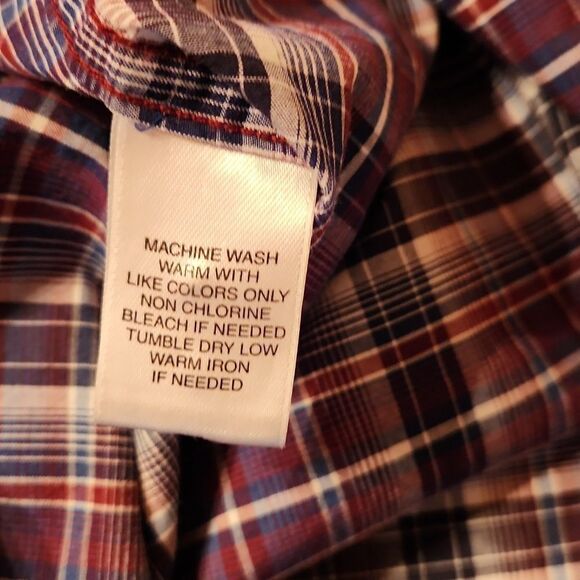 MACHINE WASH
WARM WITH
LIKE COLORS ONLY
NON CHLORINE
BLEACH IF NEEDED
TUMBLE DRY LOW
WARM IRON
IF NEEDED